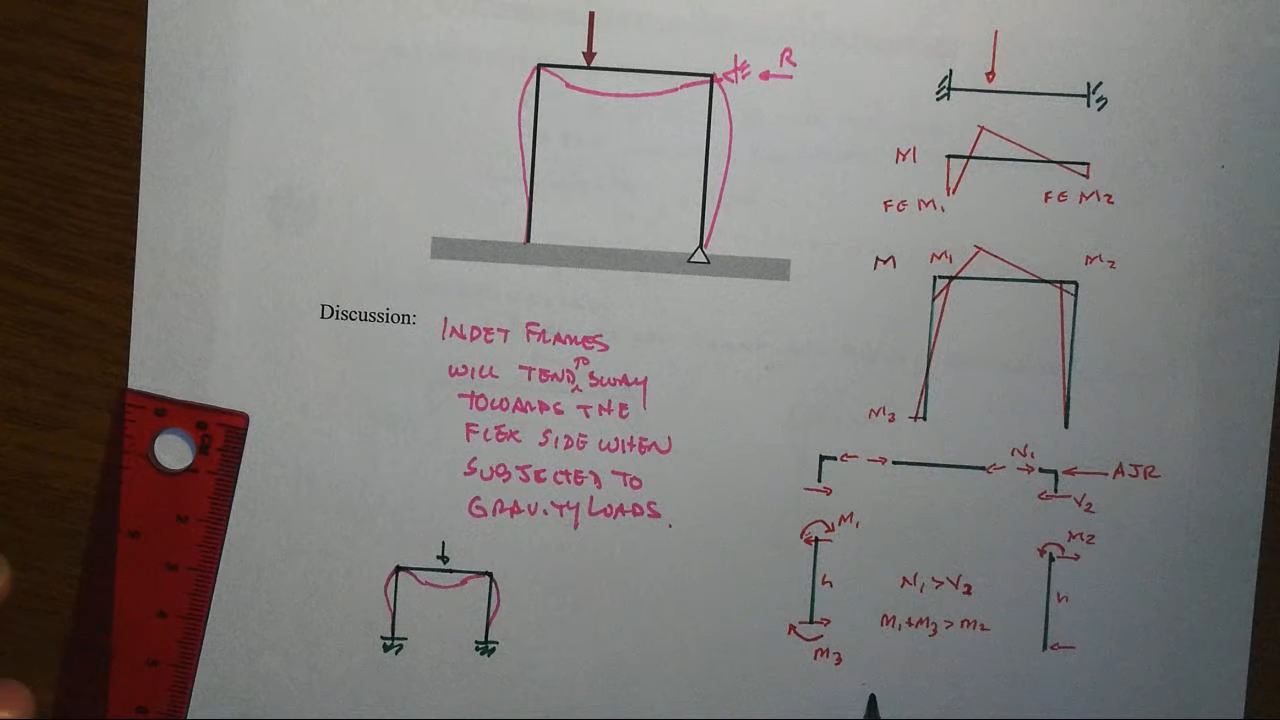 R
Discussion:
INDET FRAMES
WILL TEND TO SWAY
TOWARDS THE
FLEX SIDE WHEN
SUBJECTED TO
GRAVITY LOADS.
M
FEM1
FEM2
M
M1
M2
M3
N1
AJR
V2
M1
h
M3
N1 > V2
M1 + M3 > M2
M2
h